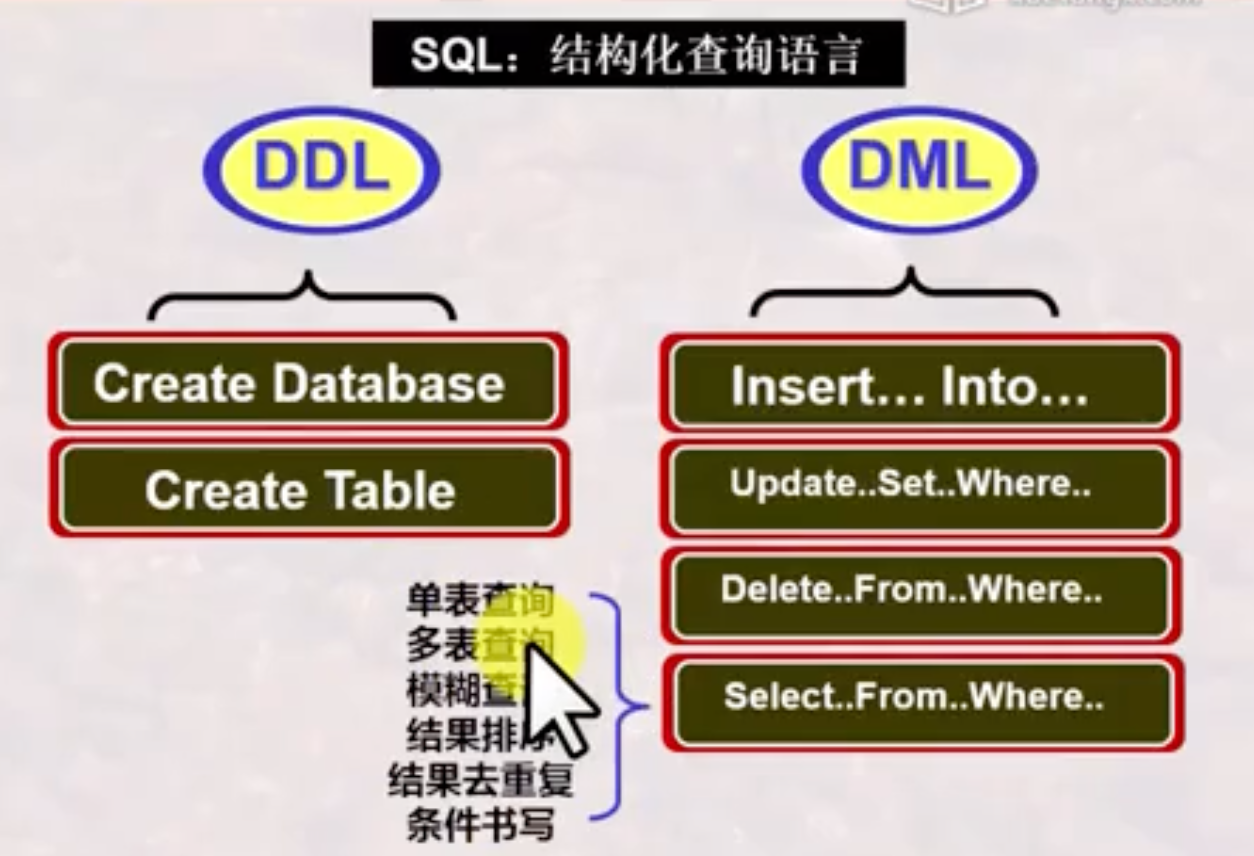 SQL：结构化查询语言
DDL
DML
Create Database
Create Table
Insert… Into…
Update..Set..Where..
Delete..From..Where..
Select..From..Where..
单表查询
多表查询
模糊查
结果排序
结果去重复
条件书写